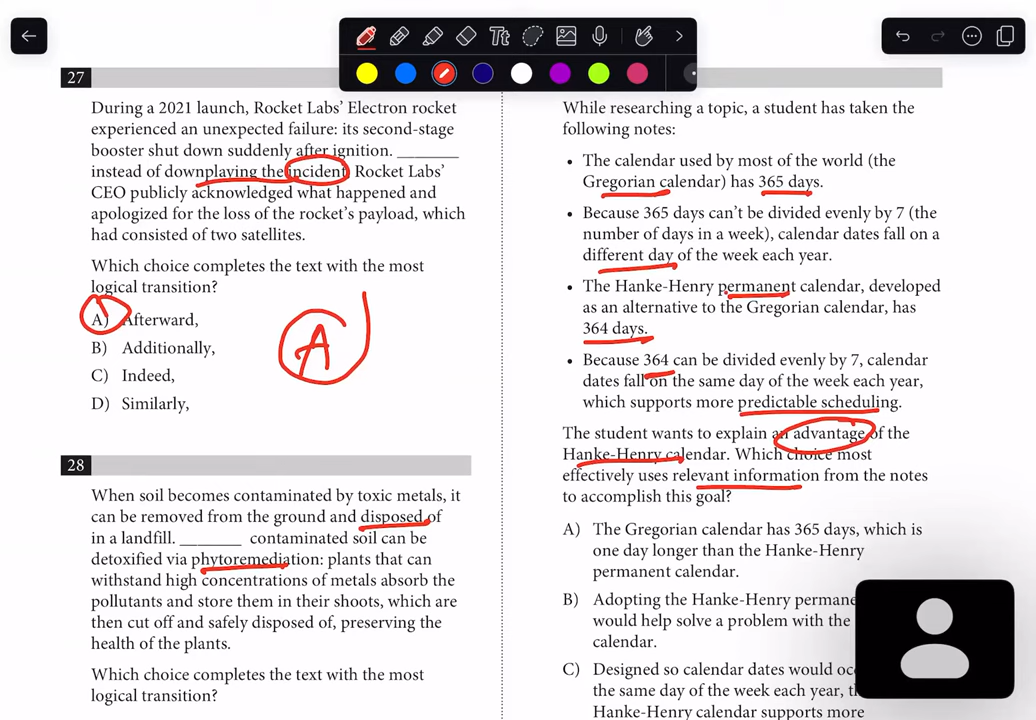 Tt
27
During a 2021 launch, Rocket Labs' Electron rocket
experienced an unexpected failure: its second-stage
booster shut down suddenly after ignition. ______
instead of downplaying the incident, Rocket Labs'
CEO publicly acknowledged what happened and
apologized for the loss of the rocket's payload, which
had consisted of two satellites.
Which choice completes the text with the most
logical transition?
A) Afterward,
B) Additionally,
C) Indeed,
D) Similarly,
A
28
When soil becomes contaminated by toxic metals, it
can be removed from the ground and disposed of
in a landfill. ______ contaminated soil can be
detoxified via phytoremediation: plants that can
withstand high concentrations of metals absorb the
pollutants and store them in their shoots, which are
then cut off and safely disposed of, preserving the
health of the plants.
Which choice completes the text with the most
logical transition?
While researching a topic, a student has taken the
following notes:
• The calendar used by most of the world (the
Gregorian calendar) has 365 days.
• Because 365 days can't be divided evenly by 7 (the
number of days in a week), calendar dates fall on a
different day of the week each year.
• The Hanke-Henry permanent calendar, developed
as an alternative to the Gregorian calendar, has
364 days.
• Because 364 can be divided evenly by 7, calendar
dates fall on the same day of the week each year,
which supports more predictable scheduling.
The student wants to explain an advantage of the
Hanke-Henry calendar. Which choice most
effectively uses relevant information from the notes
to accomplish this goal?
A) The Gregorian calendar has 365 days, which is
one day longer than the Hanke-Henry
permanent calendar.
B) Adopting the Hanke-Henry
would help solve a problem with the
calendar.
C) Designed so calendar dates would
the same day of the week each year,
Hanke-Henry calendar supports more